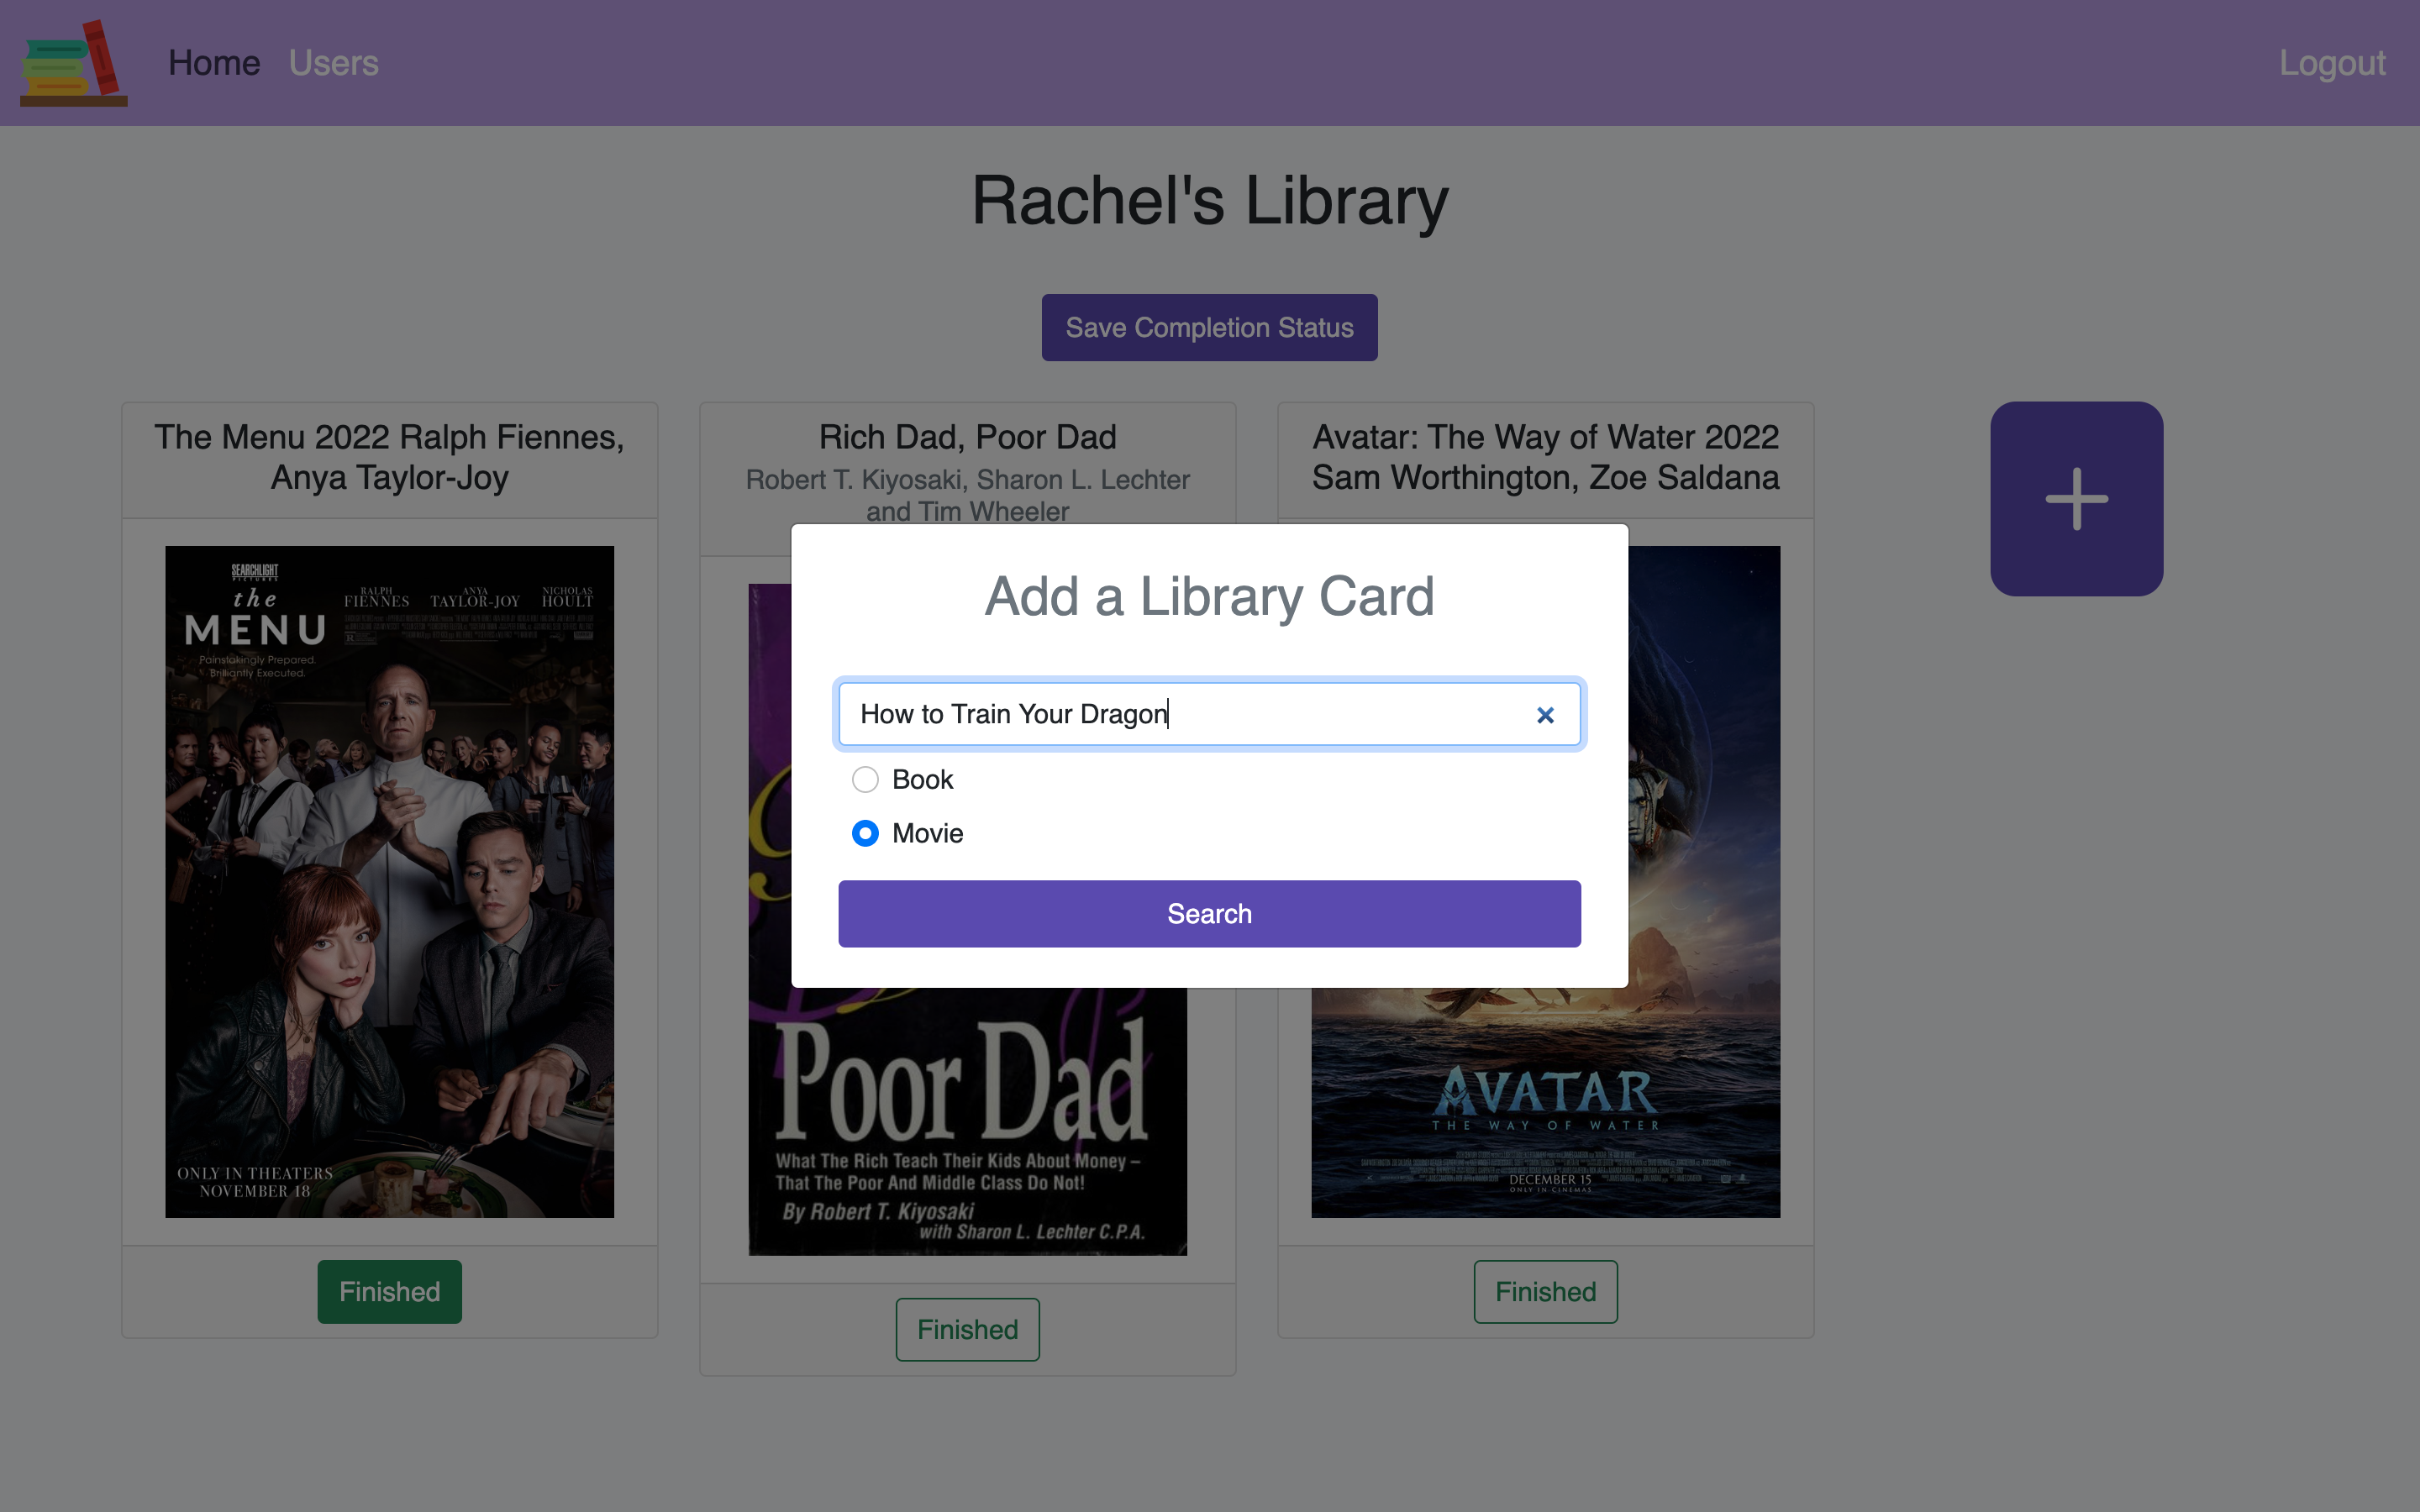 Home Users Logout
Rachel's Library
Save Completion Status
The Menu 2022 Ralph Fiennes,
Anya Taylor-Joy
SEARCHLIGHT
PICTURES
the
MENU
RALPH
FIENNES
ANYA
TAYLOR-JOY
NICHOLAS
HOULT
Painstakingly Prepared.
Brilliantly Executed.
ONLY IN THEATERS
NOVEMBER 18
Finished
Rich Dad, Poor Dad
Robert T. Kiyosaki, Sharon L. Lechter
and Tim Wheeler
Poor Dad
What The Rich Teach Their Kids About Money –
That The Poor And Middle Class Do Not!
By Robert T. Kiyosaki
with Sharon L. Lechter C.P.A.
Finished
Avatar: The Way of Water 2022
Sam Worthington, Zoe Saldana
AVATAR
THE WAY OF WATER
DECEMBER 15
ONLY IN CINEMAS
Finished
Add a Library Card
How to Train Your Dragon
Book
Movie
Search